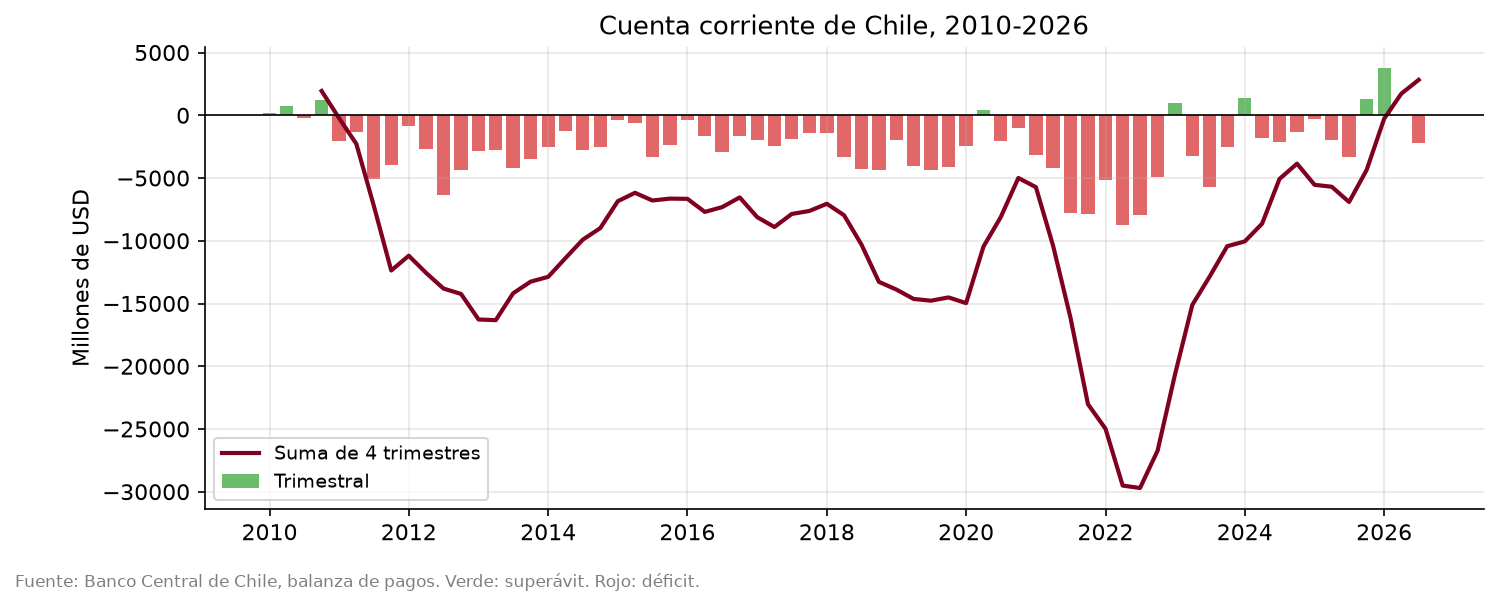 Cuenta corriente de Chile, 2010-2026
Millones de USD
5000
0
−5000
−10000
−15000
−20000
−25000
−30000
Suma de 4 trimestres
Trimestral
2010 2012 2014 2016 2018 2020 2022 2024 2026
Fuente: Banco Central de Chile, balanza de pagos. Verde: superávit. Rojo: déficit.